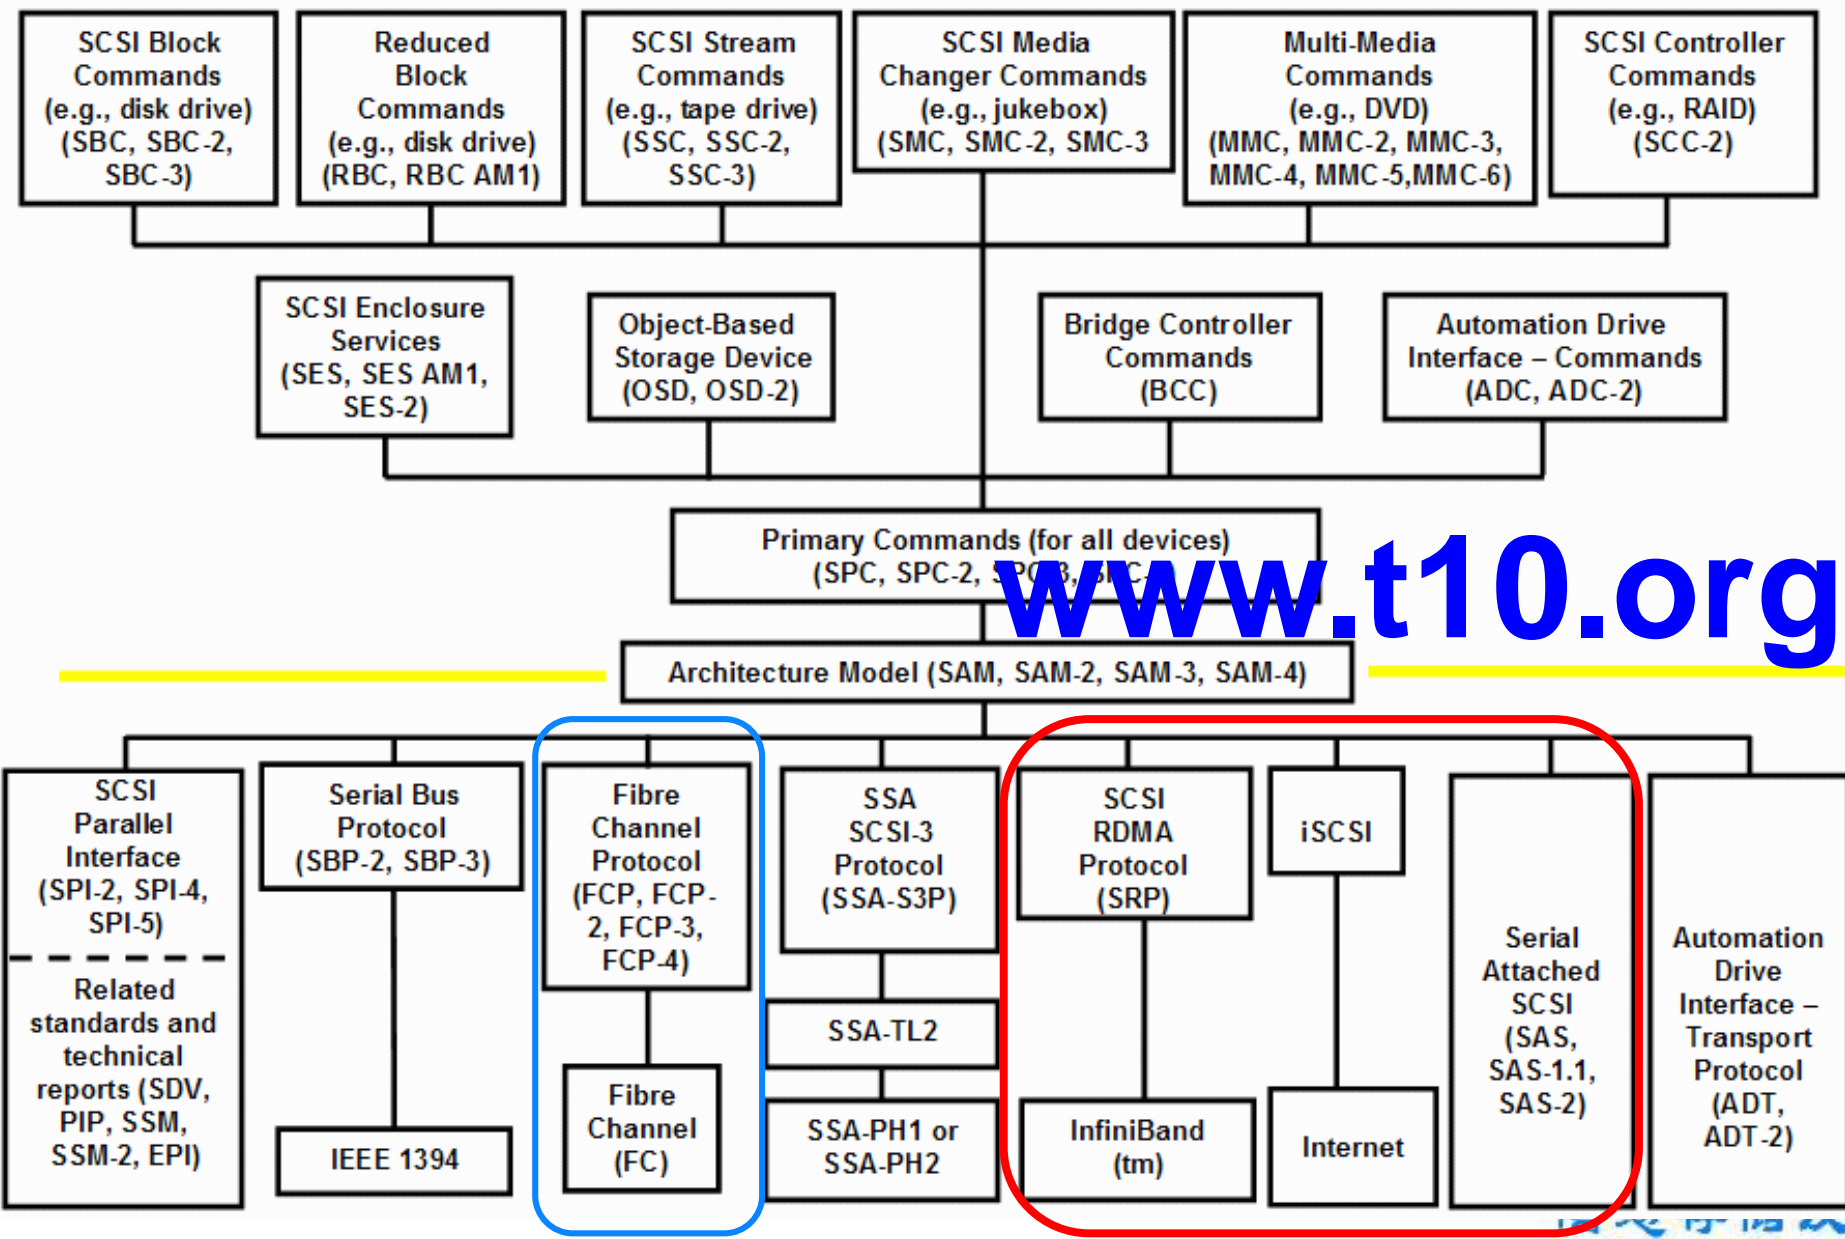 SCSI Block
Commands
(e.g., disk drive)
(SBC, SBC-2,
SBC-3)
Reduced
Block
Commands
(e.g., disk drive)
(RBC, RBC AM1)
SCSI Stream
Commands
(e.g., tape drive)
(SSC, SSC-2,
SSC-3)
SCSI Media
Changer Commands
(e.g., jukebox)
(SMC, SMC-2, SMC-3
Multi-Media
Commands
(e.g., DVD)
(MMC, MMC-2, MMC-3,
MMC-4, MMC-5,MMC-6)
SCSI Controller
Commands
(e.g., RAID)
(SCC-2)
SCSI Enclosure
Services
(SES, SES AM1,
SES-2)
Object-Based
Storage Device
(OSD, OSD-2)
Bridge Controller
Commands
(BCC)
Automation Drive
Interface – Commands
(ADC, ADC-2)
Primary Commands (for all devices)
(SPC, SPC-2,
www.t10.org
Architecture Model (SAM, SAM-2, SAM-3, SAM-4)
SCSI
Parallel
Interface
(SPI-2, SPI-4,
SPI-5)
Related
standards and
technical
reports (SDV,
PIP, SSM,
SSM-2, EPI)
Serial Bus
Protocol
(SBP-2, SBP-3)
IEEE 1394
Fibre
Channel
Protocol
(FCP, FCP-
2, FCP-3,
FCP-4)
Fibre
Channel
(FC)
SSA
SCSI-3
Protocol
(SSA-S3P)
SSA-TL2
SSA-PH1 or
SSA-PH2
SCSI
RDMA
Protocol
(SRP)
InfiniBand
(tm)
iSCSI
Internet
Serial
Attached
SCSI
(SAS,
SAS-1.1,
SAS-2)
Automation
Drive
Interface –
Transport
Protocol
(ADT,
ADT-2)